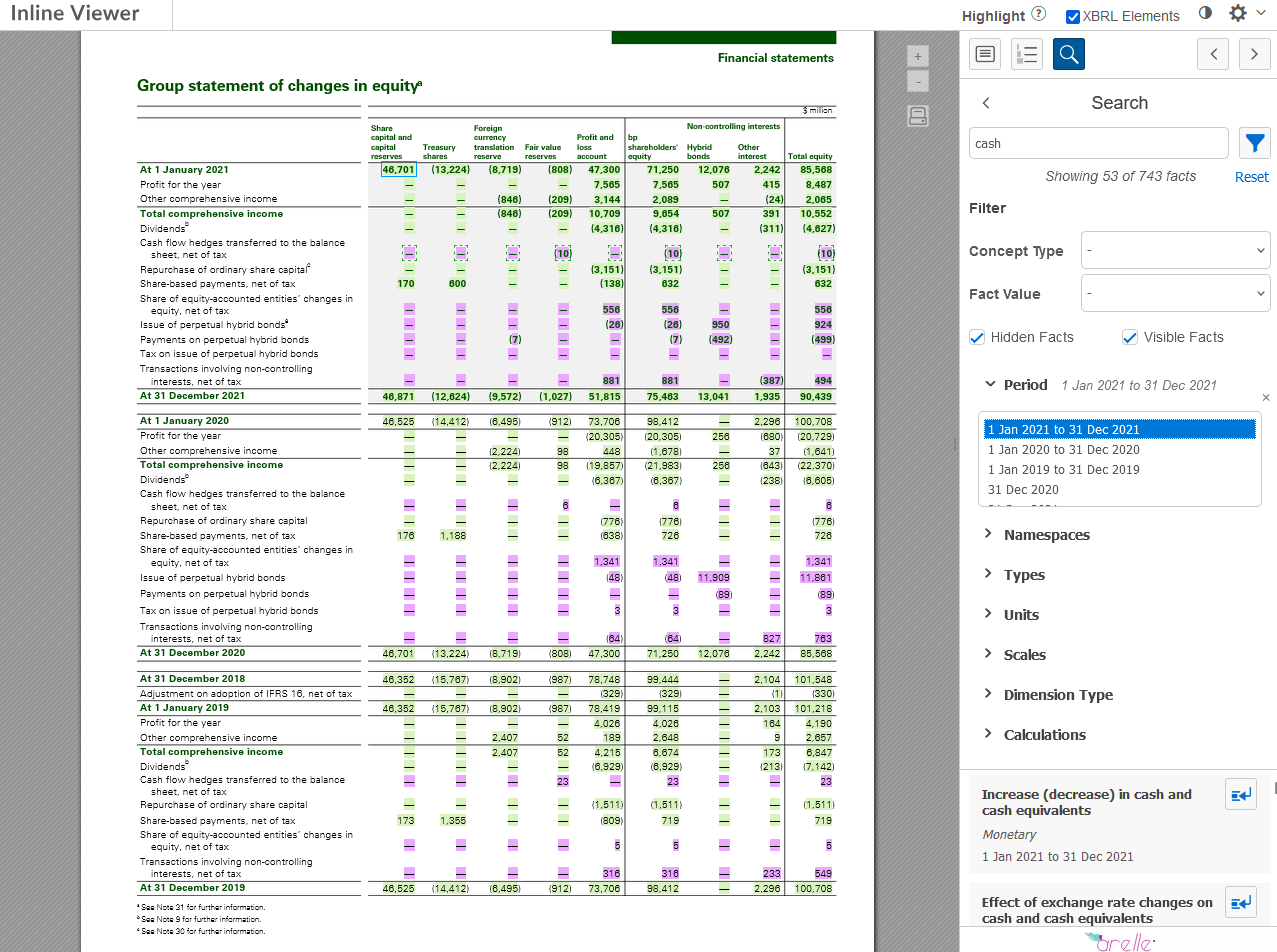 Inline Viewer
Highlight ?
XBRL Elements
Financial statements
Group statement of changes in equityᵃ
$ million
Share capital and capital reserves Treasury shares Foreign currency translation reserve Fair value reserves Profit and loss account bp shareholders' equity Non-controlling interests Hybrid bonds Other interest Total equity
At 1 January 2021 46,701 (13,224) (8,719) (808) 47,300 71,250 12,076 2,242 85,568
Profit for the year — — — — 7,565 7,565 507 415 8,487
Other comprehensive income — — (846) (209) 3,144 2,089 — (24) 2,065
Total comprehensive income — — (846) (209) 10,709 9,654 507 391 10,552
Dividendsᵇ — — — — (4,316) (4,316) — (311) (4,627)
Cash flow hedges transferred to the balance
sheet, net of tax — — — (10) — (10) — — (10)
Repurchase of ordinary share capitalᶜ — — — — (3,151) (3,151) — — (3,151)
Share-based payments, net of tax 170 600 — — (138) 632 — — 632
Share of equity-accounted entities' changes in
equity, net of tax — — — — 556 556 — — 556
Issue of perpetual hybrid bondsᵃ — — — — (26) (26) 950 — 924
Payments on perpetual hybrid bonds — — (7) — — (7) (492) — (499)
Tax on issue of perpetual hybrid bonds — — — — — — — — —
Transactions involving non-controlling
interests, net of tax — — — — 881 881 — (387) 494
At 31 December 2021 46,871 (12,624) (9,572) (1,027) 51,815 75,463 13,041 1,935 90,439
At 1 January 2020 46,525 (14,412) (6,495) (912) 73,706 98,412 — 2,296 100,708
Profit for the year — — — — (20,305) (20,305) 256 (680) (20,729)
Other comprehensive income — — (2,224) 98 448 (1,678) — 37 (1,641)
Total comprehensive income — — (2,224) 98 (19,857) (21,983) 256 (643) (22,370)
Dividendsᵇ — — — — (6,367) (6,367) — (238) (6,605)
Cash flow hedges transferred to the balance
sheet, net of tax — — — 6 — 6 — — 6
Repurchase of ordinary share capital — — — — (776) (776) — — (776)
Share-based payments, net of tax 176 1,188 — — (638) 726 — — 726
Share of equity-accounted entities' changes in
equity, net of tax — — — — 1,341 1,341 — — 1,341
Issue of perpetual hybrid bonds — — — — (48) (48) 11,909 — 11,861
Payments on perpetual hybrid bonds — — — — — — (89) — (89)
Tax on issue of perpetual hybrid bonds — — — — 3 3 — — 3
Transactions involving non-controlling
interests, net of tax — — — — (64) (64) — 827 763
At 31 December 2020 46,701 (13,224) (8,719) (808) 47,300 71,250 12,076 2,242 85,568
At 31 December 2018 46,352 (15,767) (8,902) (987) 78,748 99,444 — 2,104 101,548
Adjustment on adoption of IFRS 16, net of tax — — — — (329) (329) — (1) (330)
At 1 January 2019 46,352 (15,767) (8,902) (987) 78,419 99,115 — 2,103 101,218
Profit for the year — — — — 4,026 4,026 — 164 4,190
Other comprehensive income — — 2,407 52 189 2,648 — 9 2,657
Total comprehensive income — — 2,407 52 4,215 6,674 — 173 6,847
Dividendsᵇ — — — — (6,929) (6,929) — (213) (7,142)
Cash flow hedges transferred to the balance
sheet, net of tax — — — 23 — 23 — — 23
Repurchase of ordinary share capital — — — — (1,511) (1,511) — — (1,511)
Share-based payments, net of tax 173 1,355 — — (809) 719 — — 719
Share of equity-accounted entities' changes in
equity, net of tax — — — — 5 5 — — 5
Transactions involving non-controlling
interests, net of tax — — — — 316 316 — 233 549
At 31 December 2019 46,525 (14,412) (6,495) (912) 73,706 98,412 — 2,296 100,708
ᵃ See Note 31 for further information.
ᵇ See Note 9 for further information.
ᶜ See Note 30 for further information.
+
-
Search
cash
Showing 53 of 743 facts
Reset
Filter
Concept Type -
Fact Value -
Hidden Facts Visible Facts
Period 1 Jan 2021 to 31 Dec 2021
×
1 Jan 2021 to 31 Dec 2021
1 Jan 2020 to 31 Dec 2020
1 Jan 2019 to 31 Dec 2019
31 Dec 2020
Namespaces
Types
Units
Scales
Dimension Type
Calculations
Increase (decrease) in cash and
cash equivalents
Monetary
1 Jan 2021 to 31 Dec 2021
Effect of exchange rate changes on
cash and cash equivalents
arelle